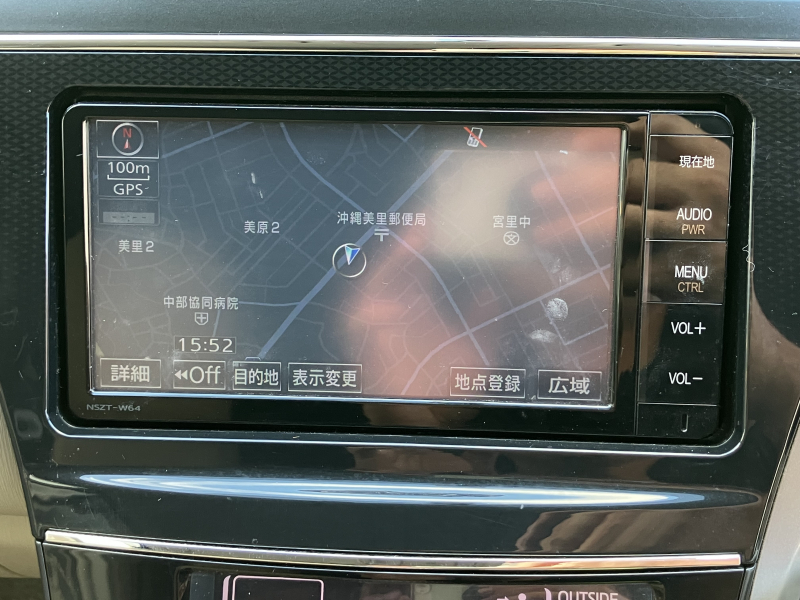 N
100m
GPS
美里2
美原2
沖縄美里郵便局
〒
宮里中
文
中部協同病院
15:52
詳細
◀◀Off
目的地
表示変更
地点登録
広域
NSZT-W64
現在地
AUDIO
PWR
MENU
CTRL
VOL+
VOL−
OUTSIDE